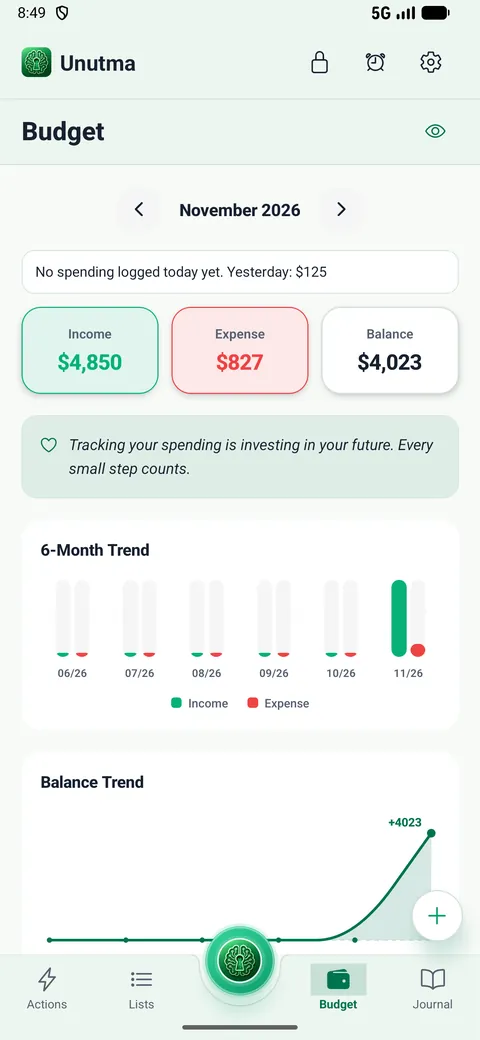 8:49
5G
Unutma
Budget
November 2026
No spending logged today yet. Yesterday: $125
Income
$4,850
Expense
$827
Balance
$4,023
Tracking your spending is investing in your future. Every
small step counts.
6-Month Trend
06/26 07/26 08/26 09/26 10/26 11/26
Income Expense
Balance Trend
+4023
Actions
Lists
Budget
Journal